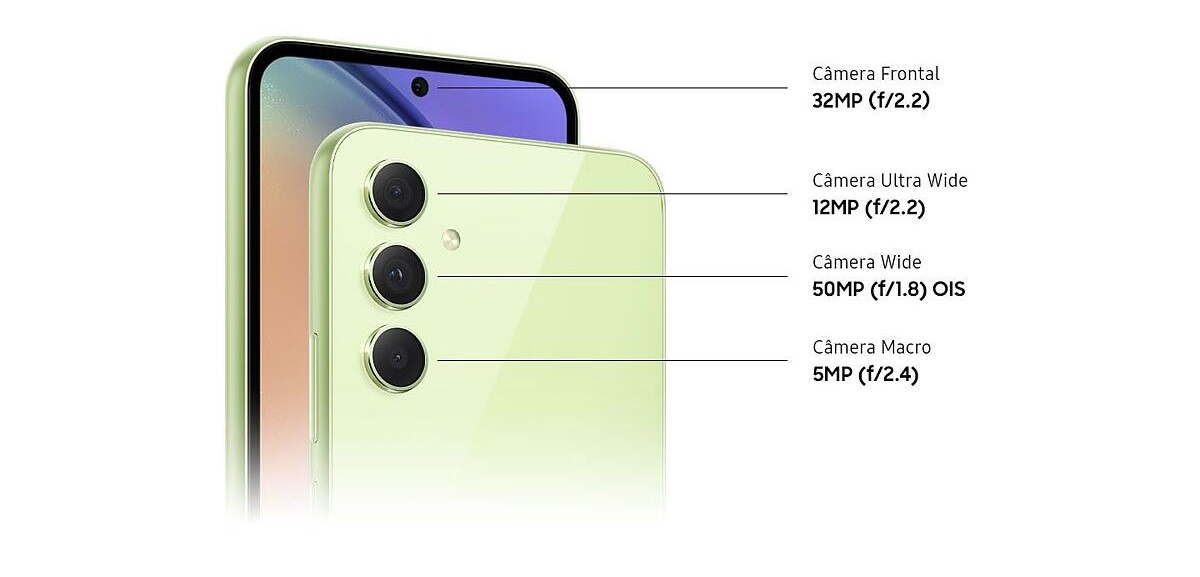 Câmera Frontal
32MP (f/2.2)
Câmera Ultra Wide
12MP (f/2.2)
Câmera Wide
50MP (f/1.8) OIS
Câmera Macro
5MP (f/2.4)